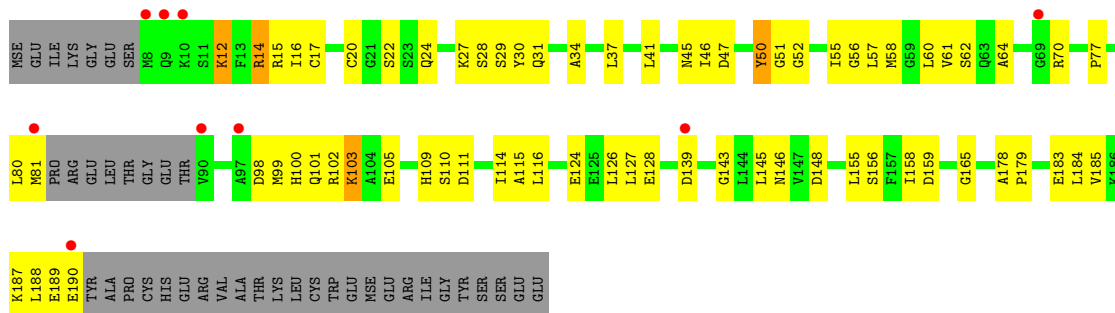 MSE GLU ILE LYS GLY GLU SER M8 Q9 K10 S11 K12 F13 R14 R15 I16 C17 C20 G21 S22 S23 Q24 K27 S28 S29 Y30 Q31 A34 L37 L41 N45 I46 D47 Y50 G51 G52 I55 G56 L57 M58 G59 L60 V61 S62 Q63 A64 G69 R70 P77
L80 M81 PRO ARG GLU LEU THR GLY GLU THR V90 A97 D98 M99 H100 Q101 R102 K103 A104 E105 H109 S110 D111 I114 A115 L116 E124 E125 L126 L127 E128 D139 G143 L144 L145 N146 V147 D148 L155 S156 F157 I158 D159 G165 A178 P179 E183 L184 V185 K186
K187 L188 E189 E190 TYR ALA PRO CYS HIS GLU ARG VAL ALA THR LYS LEU CYS TRP GLU MSE GLU ARG ILE GLY TYR SER SER GLU GLU